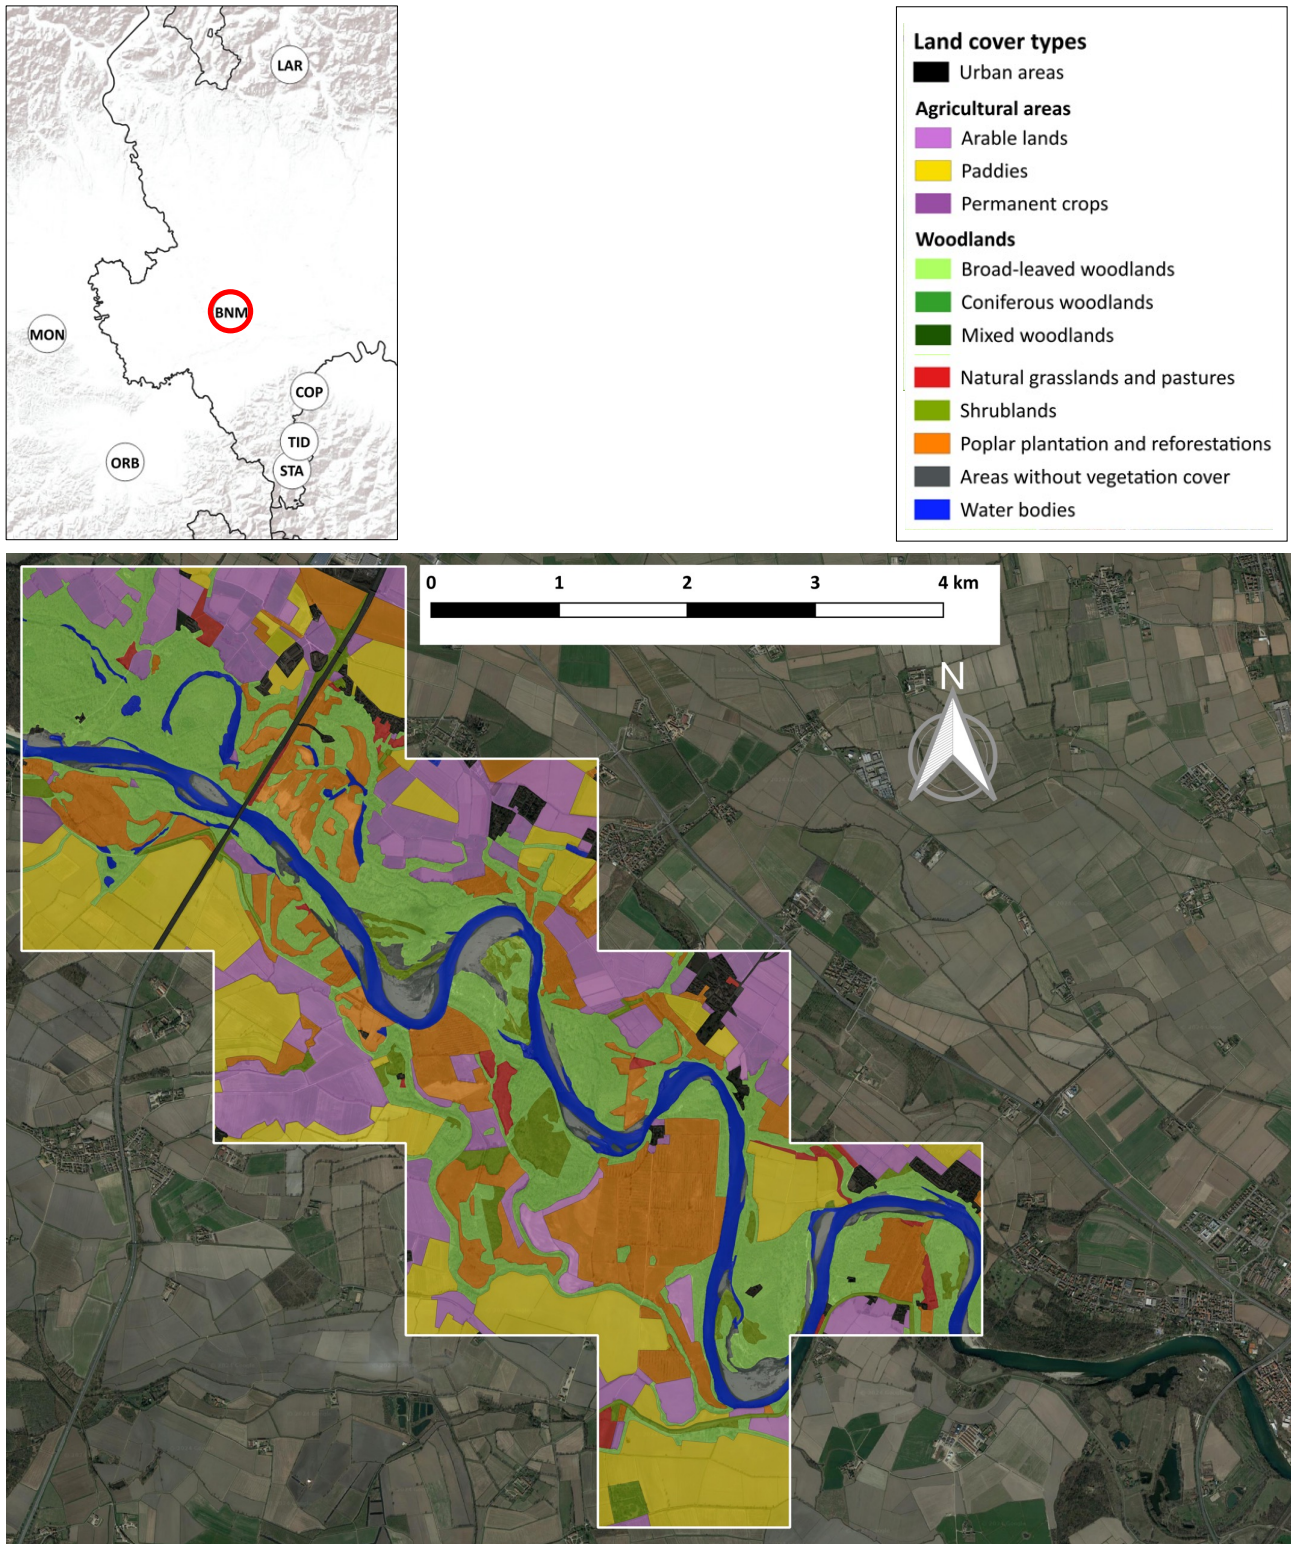 LAR
BNM
MON
COP
TID
ORB
STA
Land cover types
Urban areas
Agricultural areas
Arable lands
Paddies
Permanent crops
Woodlands
Broad-leaved woodlands
Coniferous woodlands
Mixed woodlands
Natural grasslands and pastures
Shrublands
Poplar plantation and reforestations
Areas without vegetation cover
Water bodies
0 1 2 3 4 km
N